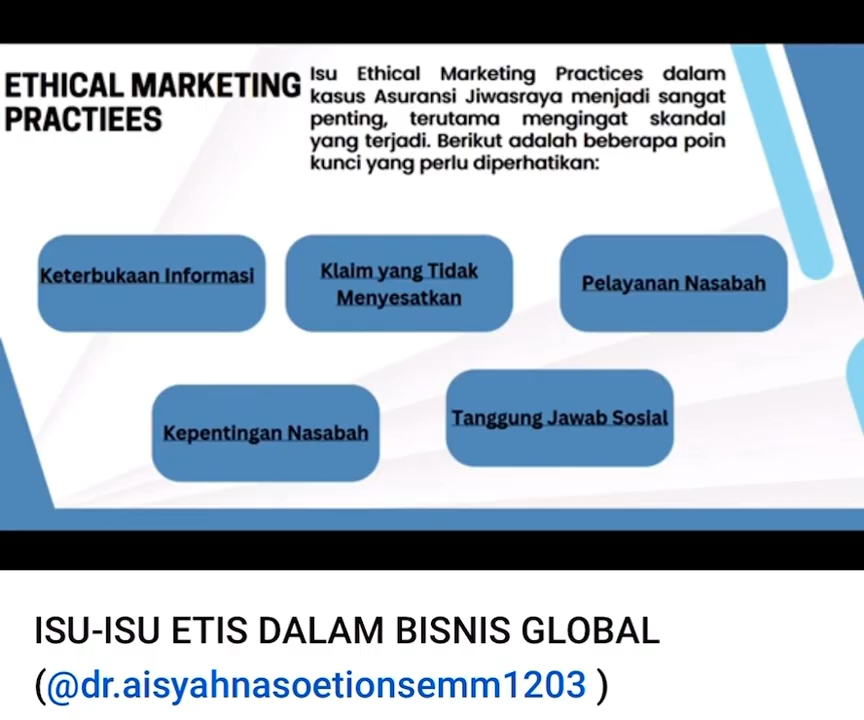 ETHICAL MARKETING
PRACTIEES
Isu Ethical Marketing Practices dalam
kasus Asuransi Jiwasraya menjadi sangat
penting, terutama mengingat skandal
yang terjadi. Berikut adalah beberapa poin
kunci yang perlu diperhatikan:
Keterbukaan Informasi
Klaim yang Tidak
Menyesatkan
Pelayanan Nasabah
Kepentingan Nasabah
Tanggung Jawab Sosial
ISU-ISU ETIS DALAM BISNIS GLOBAL
(@dr.aisyahnasoetionsemm1203 )